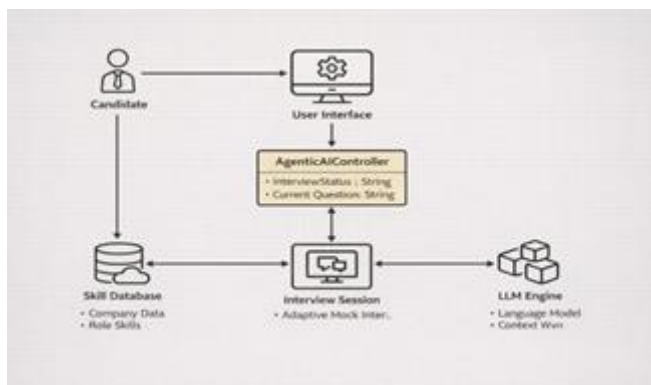 Candidate
User Interface
AgenticAIController
• InterviewStatus : String
• Current Question: String
Skill Database
• Company Data
• Role Skills
Interview Session
• Adaptive Mock Inter..
LLM Engine
• Language Model
• Context